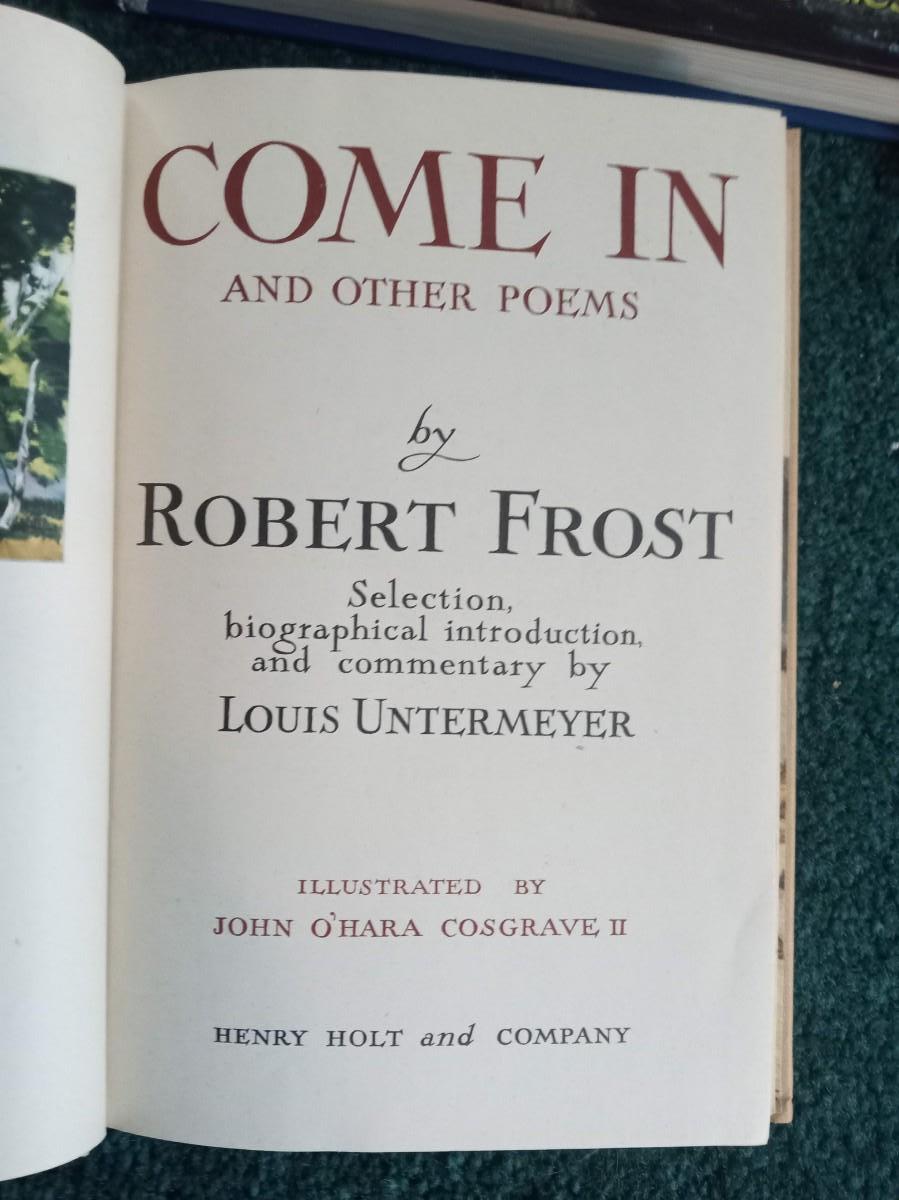 COME IN
AND OTHER POEMS
by
ROBERT FROST
Selection,
biographical introduction,
and commentary by
LOUIS UNTERMEYER
ILLUSTRATED BY
JOHN O'HARA COSGRAVE II
HENRY HOLT and COMPANY